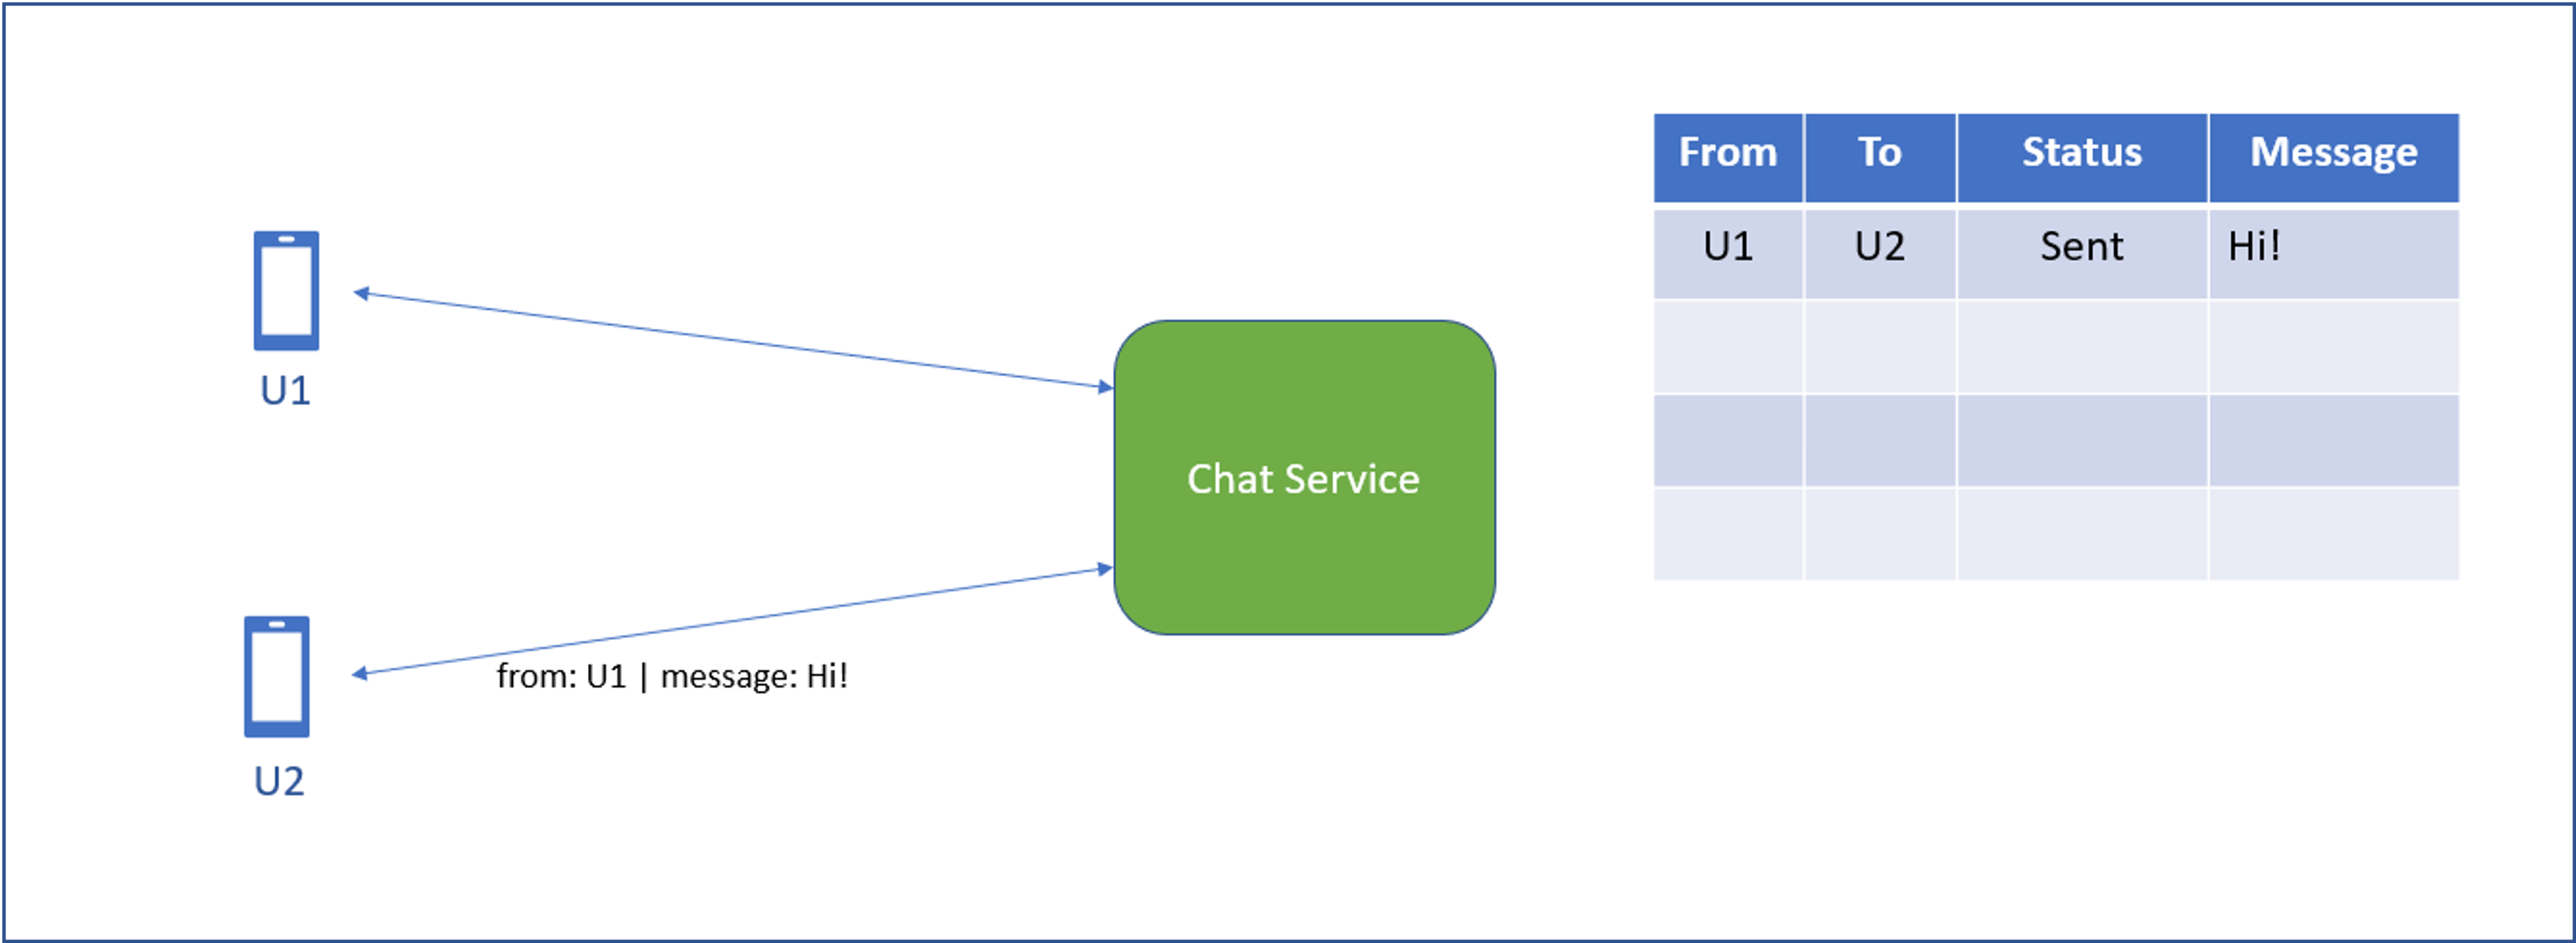 From To Status Message
U1 U2 Sent Hi!
U1
Chat Service
from: U1 | message: Hi!
U2